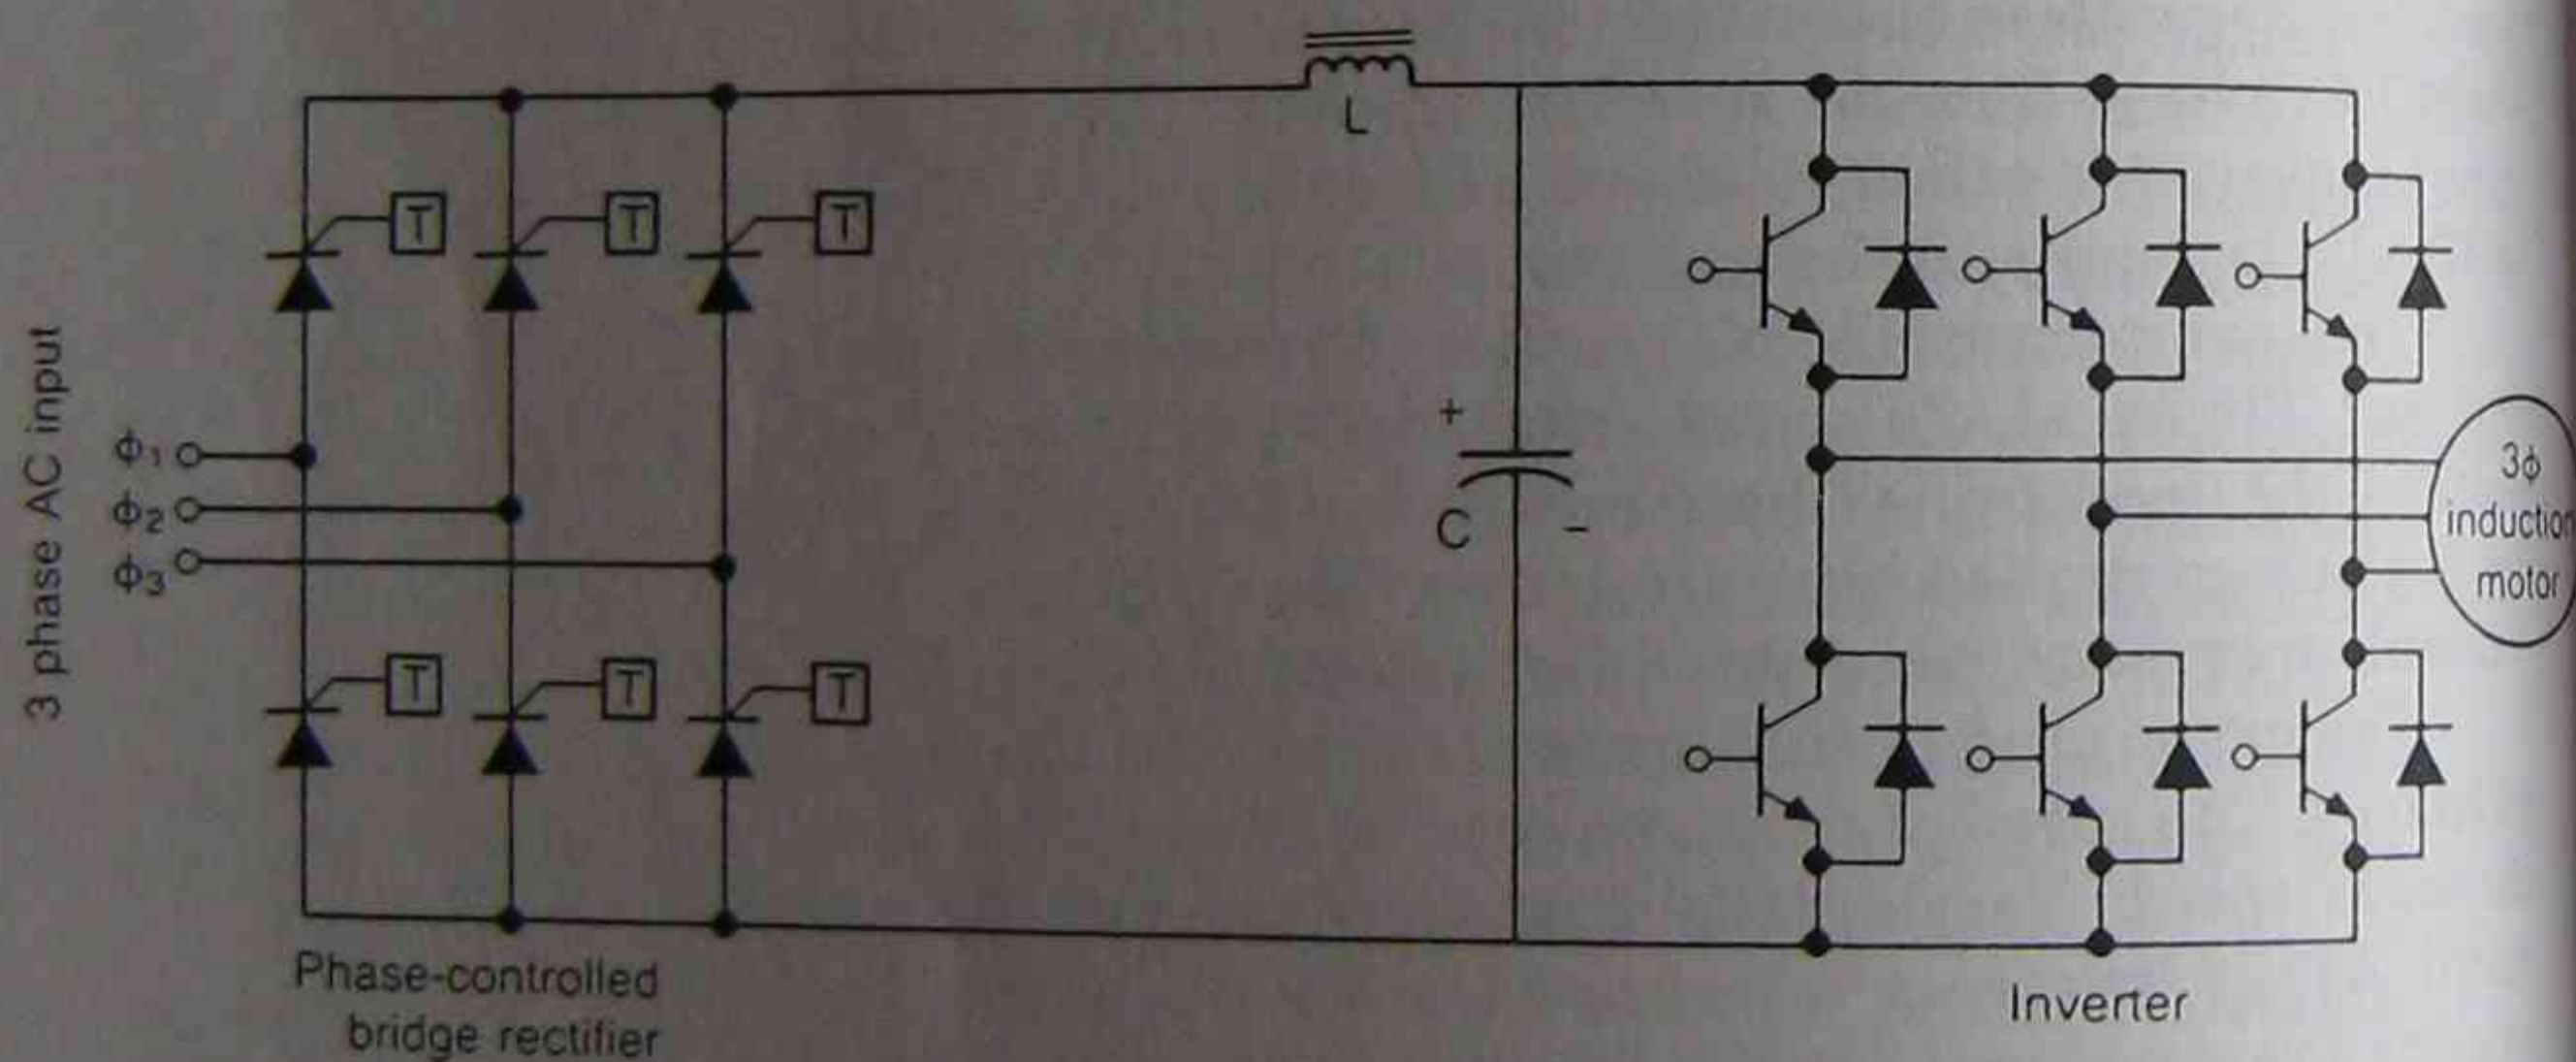 3 phase AC input
ϕ1
ϕ2
ϕ3
T
T
T
T
T
T
Phase-controlled
bridge rectifier
L
+
C
-
3ϕ
induction
motor
Inverter